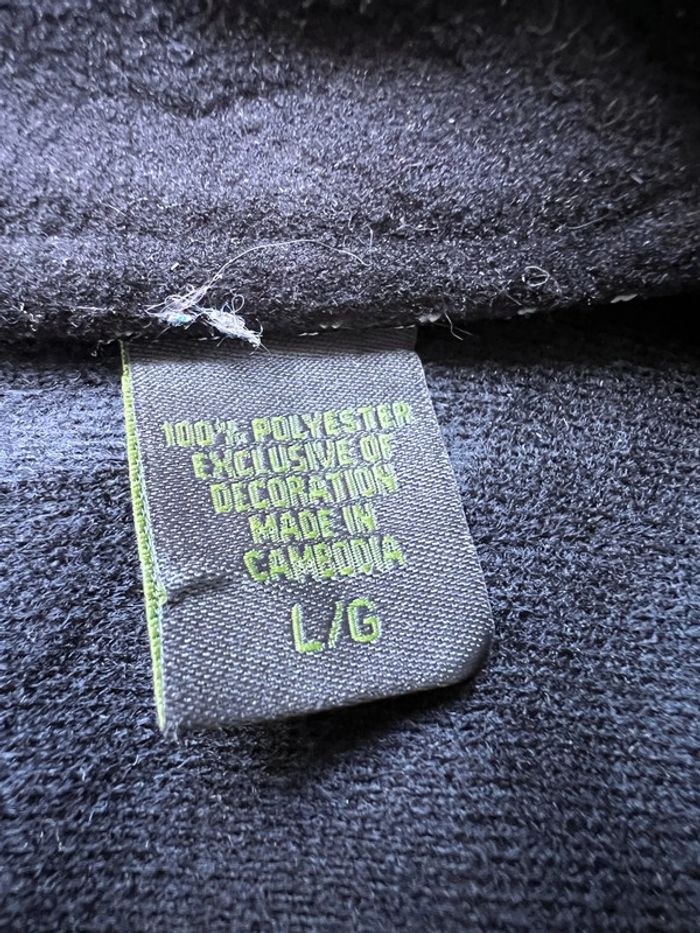 100% POLYESTER
EXCLUSIVE OF
DECORATION
MADE IN
CAMBODIA
L/G